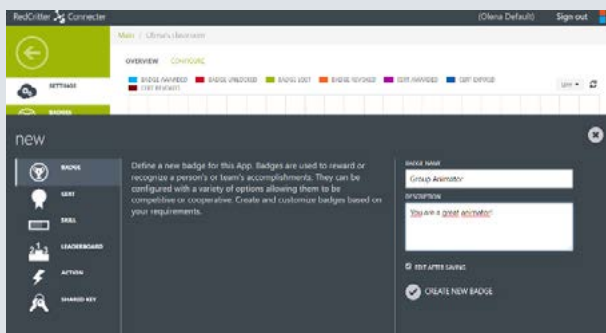 RedCritter Connecter (Olena Default) Sign out
Main / Olena's classroom
OVERVIEW CONFIGURE
BADGE AWARDED BADGE UNLOCKED BADGE LOST BADGE REVOKED CERT AWARDED CERT EXPIRED
CERT REVOKED
SETTINGS
BADGES
new
BADGE
CERT
SKILL
LEADERBOARD
ACTION
SHARED KEY
Define a new badge for this App. Badges are used to reward or
recognize a person's or team's accomplishments. They can be
configured with a variety of options allowing them to be
competitive or cooperative. Create and customize badges based on
your requirements.
BADGE NAME
Group Animator
DESCRIPTION
You are a great animator!
EDIT AFTER SAVING
CREATE NEW BADGE